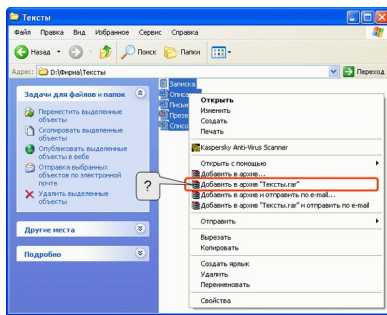 Тексты
Файл Правка Вид Избранное Сервис Справка
Назад Поиск Папки
Адрес: D:\Фирма\Тексты Переход
Задачи для файлов и папок
Переместить выделенные объекты
Скопировать выделенные объекты
Опубликовать выделенные объекты в вебе
Отправка выбранных объектов по электронной почте
Удалить выделенные объекты
Другие места
Подробно
Записка
Описа
Письм
Презе
Списо
?
Открыть
Изменить
Создать
Печать
Kaspersky Anti-Virus Scanner
Открыть с помощью
Добавить в архив...
Добавить в архив "Тексты.rar"
Добавить в архив и отправить по e-mail...
Добавить в архив "Тексты.rar" и отправить по e-mail
Отправить
Вырезать
Копировать
Создать ярлык
Удалить
Переименовать
Свойства